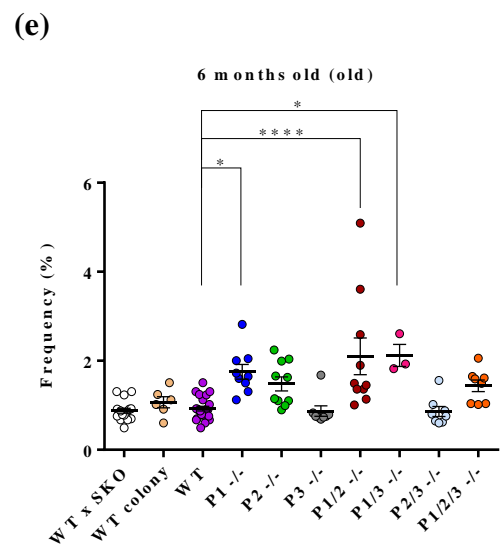 (e)
6 months old (old)
*
****
*
Frequency (%)
6
4
2
0
WT x SKO
WT colony
WT
P1 -/-
P2 -/-
P3 -/-
P1/2 -/-
P1/3 -/-
P2/3 -/-
P1/2/3 -/-